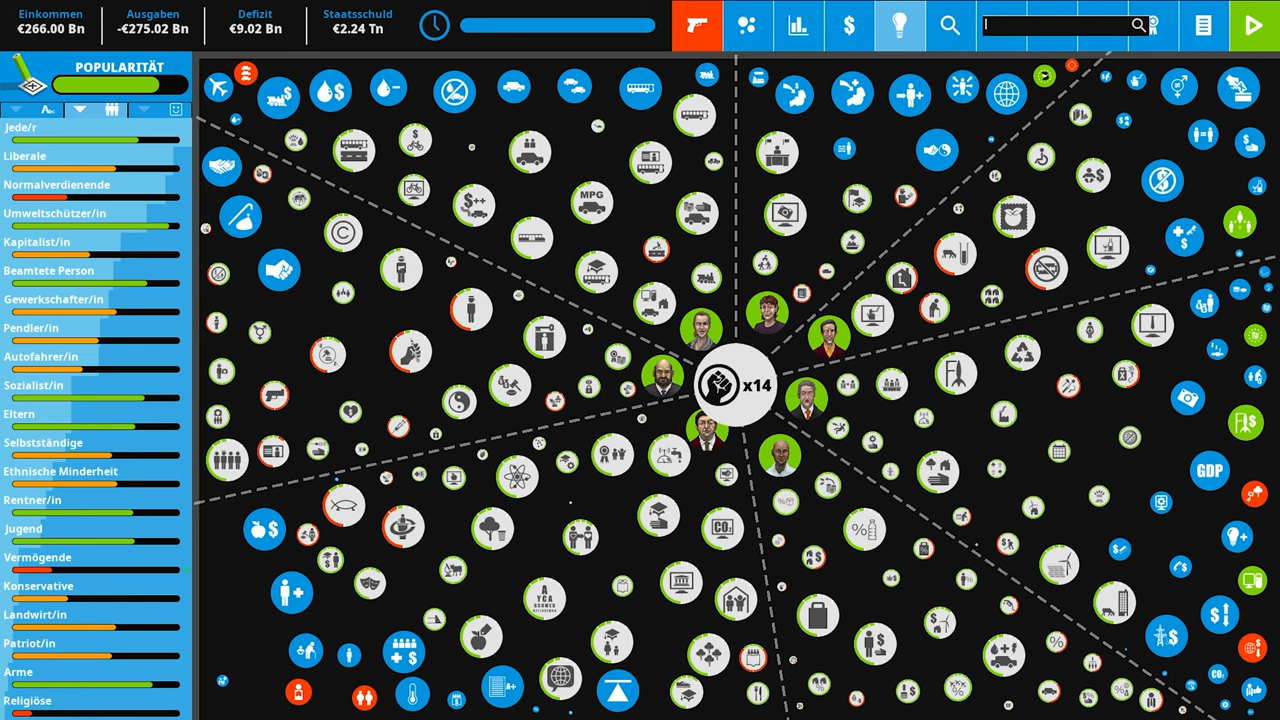 Einkommen
€266.00 Bn
Ausgaben
-€275.02 Bn
Defizit
€9.02 Bn
Staatsschuld
€2.24 Tn
POPULARITÄT
Jede/r
Liberale
Normalverdienende
Umweltschützer/in
Kapitalist/in
Beamtete Person
Gewerkschafter/in
Pendler/in
Autofahrer/in
Sozialist/in
Eltern
Selbstständige
Ethnische Minderheit
Rentner/in
Jugend
Vermögende
Konservative
Landwirt/in
Patriot/in
Arme
Religiöse
MPG
x14
CO2
GDP
A+
CO2